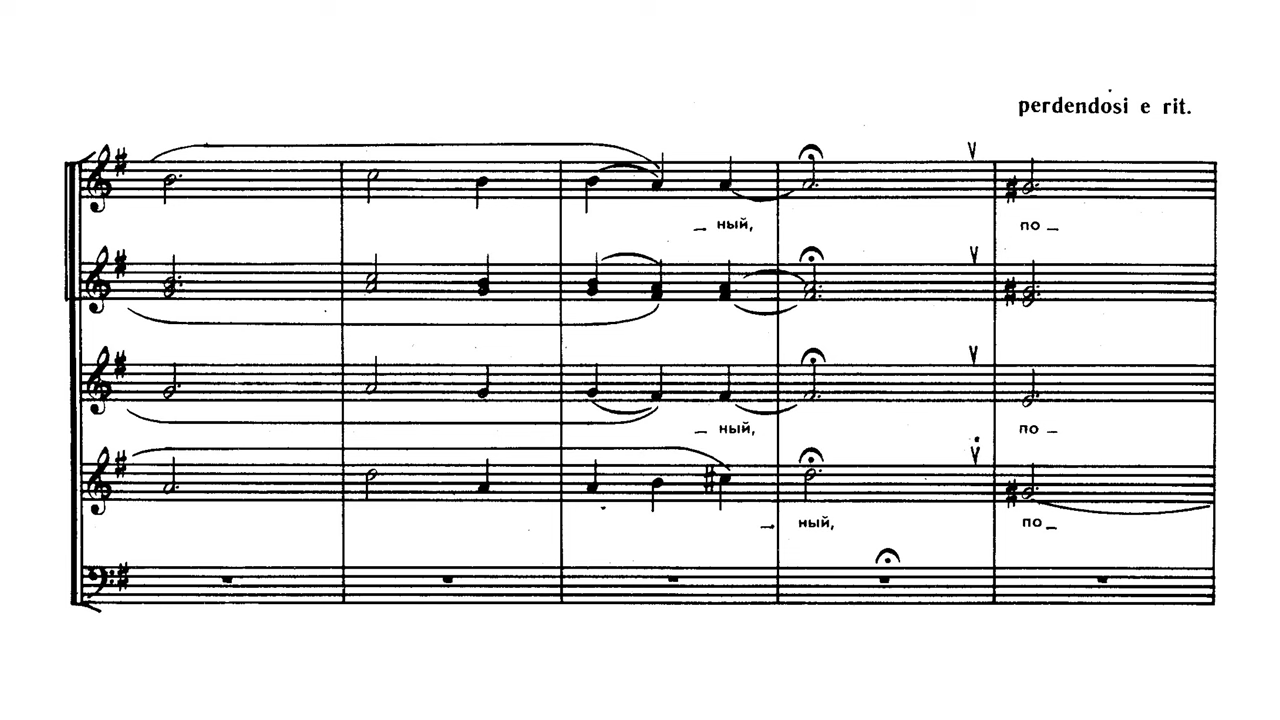 perdendosi e rit.
_ ный, по _
_ ный, по _
_ ный, по _